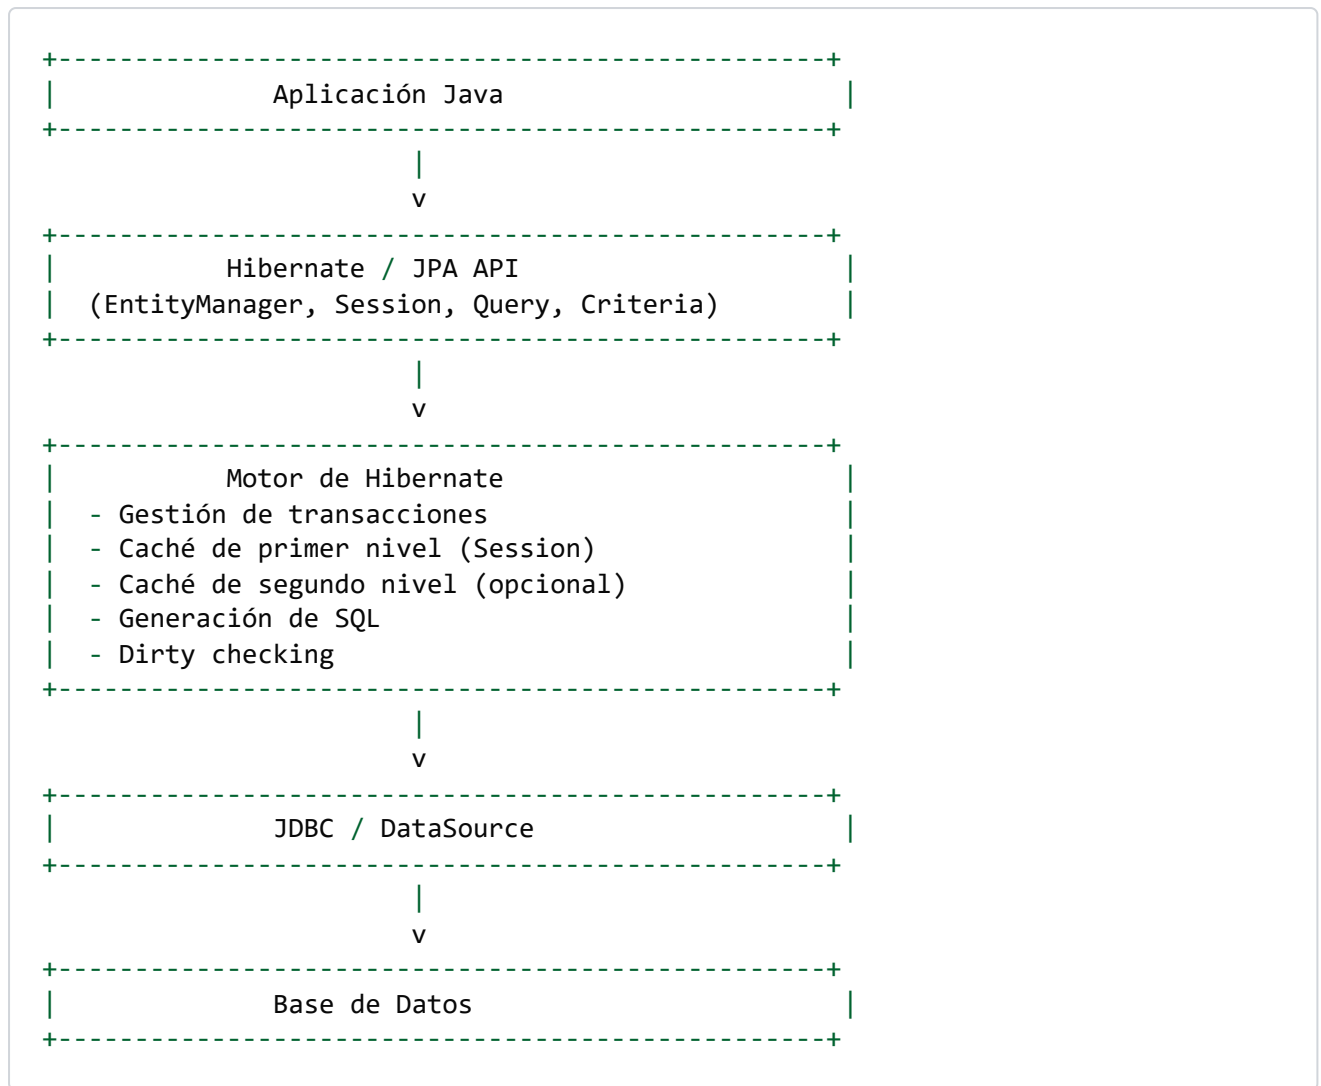 +--------------------------------------------------+
|              Aplicación Java                      |
+--------------------------------------------------+
                        |
                        v
+--------------------------------------------------+
|           Hibernate / JPA API                     |
|  (EntityManager, Session, Query, Criteria)        |
+--------------------------------------------------+
                        |
                        v
+--------------------------------------------------+
|           Motor de Hibernate                      |
|  - Gestión de transacciones                       |
|  - Caché de primer nivel (Session)                |
|  - Caché de segundo nivel (opcional)              |
|  - Generación de SQL                              |
|  - Dirty checking                                 |
+--------------------------------------------------+
                        |
                        v
+--------------------------------------------------+
|              JDBC / DataSource                    |
+--------------------------------------------------+
                        |
                        v
+--------------------------------------------------+
|              Base de Datos                        |
+--------------------------------------------------+